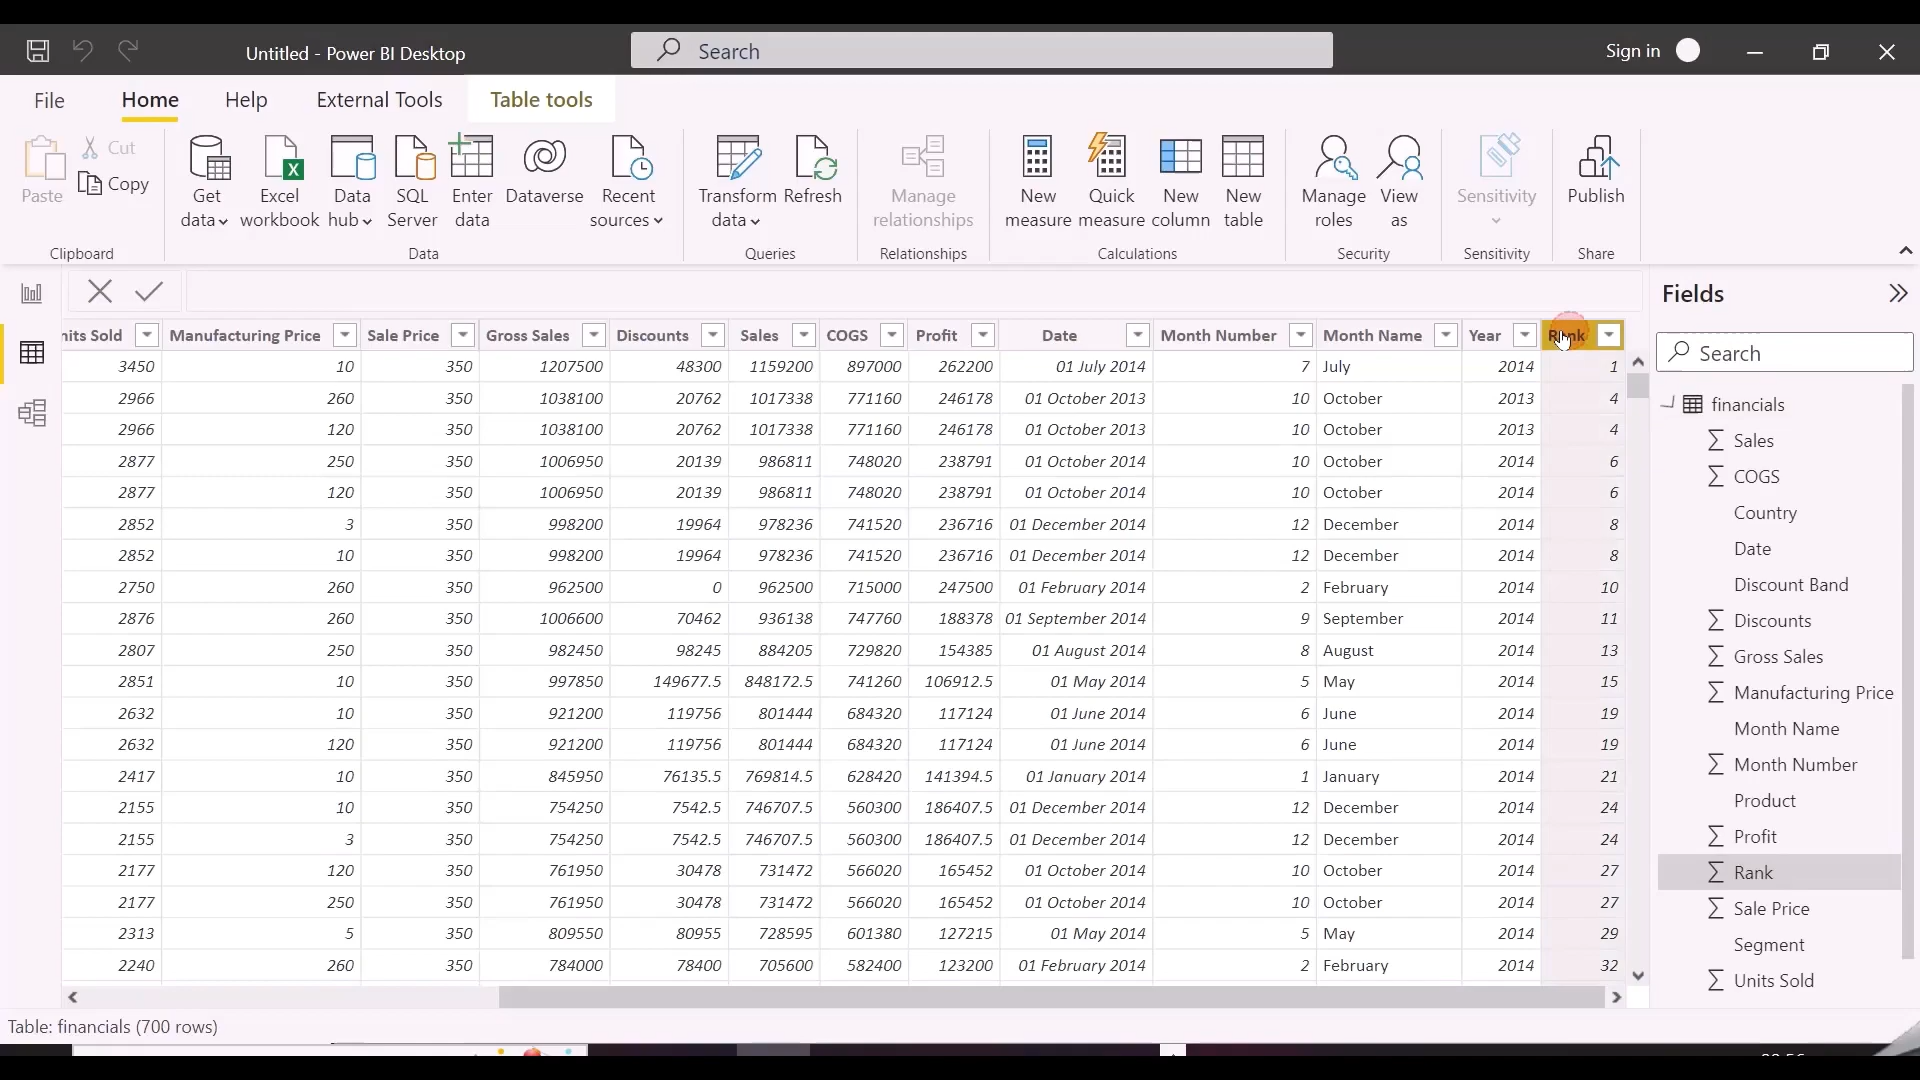 Untitled - Power BI Desktop
Search
Sign in
File
Home
Help
External Tools
Table tools
Paste
Cut
Copy
Get data
Excel workbook
Data hub
SQL Server
Enter data
Dataverse
Recent sources
Transform data
Refresh
Manage relationships
New measure
Quick measure
New column
New table
Manage roles
View as
Sensitivity
Publish
Clipboard
Data
Queries
Relationships
Calculations
Security
Sensitivity
Share
nits Sold Manufacturing Price Sale Price Gross Sales Discounts Sales COGS Profit Date Month Number Month Name Year Rank
3450 10 350 1207500 48300 1159200 897000 262200 01 July 2014 7 July 2014 1
2966 260 350 1038100 20762 1017338 771160 246178 01 October 2013 10 October 2013 4
2966 120 350 1038100 20762 1017338 771160 246178 01 October 2013 10 October 2013 4
2877 250 350 1006950 20139 986811 748020 238791 01 October 2014 10 October 2014 6
2877 120 350 1006950 20139 986811 748020 238791 01 October 2014 10 October 2014 6
2852 3 350 998200 19964 978236 741520 236716 01 December 2014 12 December 2014 8
2852 10 350 998200 19964 978236 741520 236716 01 December 2014 12 December 2014 8
2750 260 350 962500 0 962500 715000 247500 01 February 2014 2 February 2014 10
2876 260 350 1006600 70462 936138 747760 188378 01 September 2014 9 September 2014 11
2807 250 350 982450 98245 884205 729820 154385 01 August 2014 8 August 2014 13
2851 10 350 997850 149677.5 848172.5 741260 106912.5 01 May 2014 5 May 2014 15
2632 10 350 921200 119756 801444 684320 117124 01 June 2014 6 June 2014 19
2632 120 350 921200 119756 801444 684320 117124 01 June 2014 6 June 2014 19
2417 10 350 845950 76135.5 769814.5 628420 141394.5 01 January 2014 1 January 2014 21
2155 10 350 754250 7542.5 746707.5 560300 186407.5 01 December 2014 12 December 2014 24
2155 3 350 754250 7542.5 746707.5 560300 186407.5 01 December 2014 12 December 2014 24
2177 120 350 761950 30478 731472 566020 165452 01 October 2014 10 October 2014 27
2177 250 350 761950 30478 731472 566020 165452 01 October 2014 10 October 2014 27
2313 5 350 809550 80955 728595 601380 127215 01 May 2014 5 May 2014 29
2240 260 350 784000 78400 705600 582400 123200 01 February 2014 2 February 2014 32
Fields
Search
financials
Sales
COGS
Country
Date
Discount Band
Discounts
Gross Sales
Manufacturing Price
Month Name
Month Number
Product
Profit
Rank
Sale Price
Segment
Units Sold
Table: financials (700 rows)